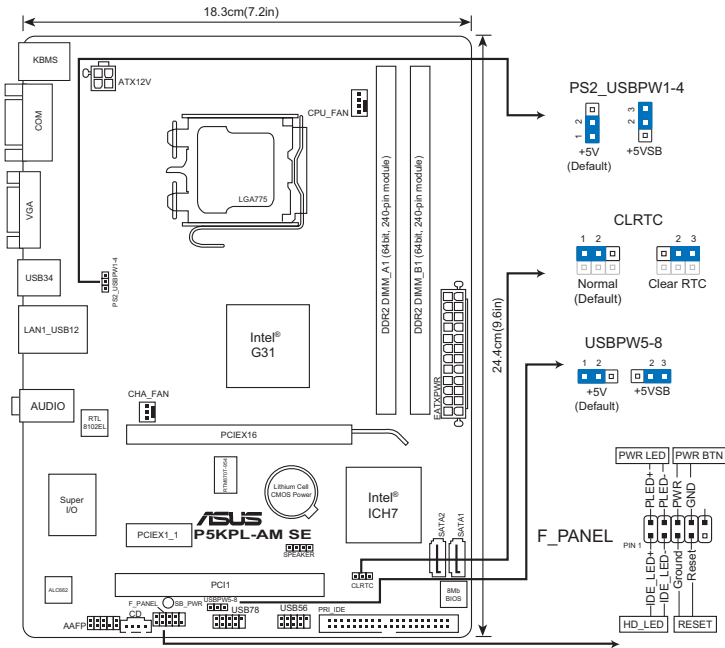 18.3cm(7.2in)
KBMS
ATX12V
CPU_FAN
COM
LGA775
VGA
DDR2 DIMM_A1 (64bit, 240-pin module)
DDR2 DIMM_B1 (64bit, 240-pin module)
24.4cm(9.6in)
USB34
PS2_USBPW1-4
LAN1_USB12
Intel®
G31
EATXPWR
CHA_FAN
AUDIO
RTL
8102EL
PCIEX16
RTM870T-954
Lithium Cell
CMOS Power
Super
I/O
Intel®
ICH7
ASUS
P5KPL-AM SE
PCIEX1_1
SPEAKER
SATA2
SATA1
CLRTC
PCI1
ALC662
8Mb
BIOS
F_PANEL
SB_PWR
USBPW5-8
AAFP
CD
USB78
USB56
PRI_IDE
PS2_USBPW1-4
1 2
2 3
+5V
(Default)
+5VSB
CLRTC
1 2
2 3
Normal
(Default)
Clear RTC
USBPW5-8
1 2
2 3
+5V
(Default)
+5VSB
PWR LED
PWR BTN
PLED+
PLED-
PWR
GND
F_PANEL
PIN 1
IDE_LED+
IDE_LED-
Ground
Reset
HD_LED
RESET